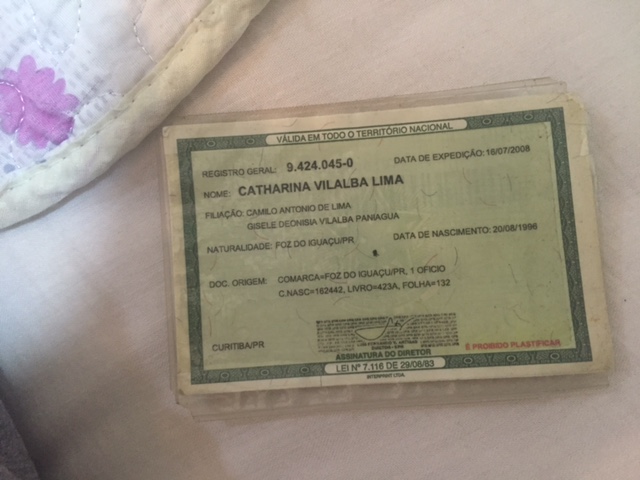 VÁLIDA EM TODO O TERRITÓRIO NACIONAL
REGISTRO GERAL: 9.424.045-0 DATA DE EXPEDIÇÃO: 16/07/2008
NOME: CATHARINA VILALBA LIMA
FILIAÇÃO: CAMILO ANTONIO DE LIMA
GISELE DEONISIA VILALBA PANIAGUA
NATURALIDADE: FOZ DO IGUAÇU/PR DATA DE NASCIMENTO: 20/08/1996
DOC. ORIGEM: COMARCA=FOZ DO IGUAÇU/PR, 1 OFICIO
C.NASC=102442, LIVRO=423A, FOLHA=132
CURITIBA/PR
ASSINATURA DO DIRETOR
LEI Nº 7.116 DE 29/08/83
É PROIBIDO PLASTIFICAR